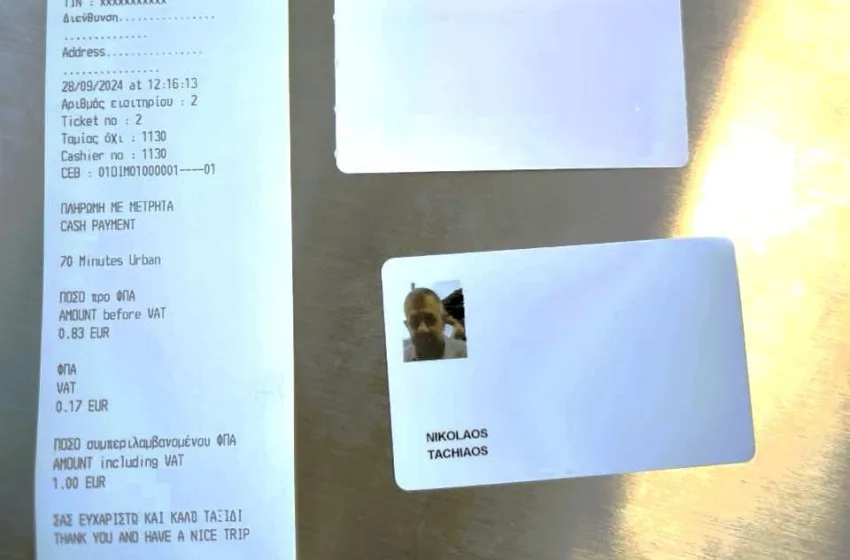 TIN : xxxxxxxxxxx
Διεύθυνση................
..............
Address................
................
28/09/2024 at 12:16:13
Αριθμός εισιτηρίου : 2
Ticket no : 2
Ταμίας όχι : 1130
Cashier no : 1130
CEB : 01DIM01000001----01
ΠΛΗΡΩΜΗ ΜΕ ΜΕΤΡΗΤΑ
CASH PAYMENT
70 Minutes Urban
ΠΟΣΟ προ ΦΠΑ
AMOUNT before VAT
0.83 EUR
ΦΠΑ
VAT
0.17 EUR
ΠΟΣΟ συμπεριλαμβανομένου ΦΠΑ
AMOUNT including VAT
1.00 EUR
ΣΑΣ ΕΥΧΑΡΙΣΤΩ ΚΑΙ ΚΑΛΟ ΤΑΞΙΔΙ
THANK YOU AND HAVE A NICE TRIP
NIKOLAOS
TACHIAOS